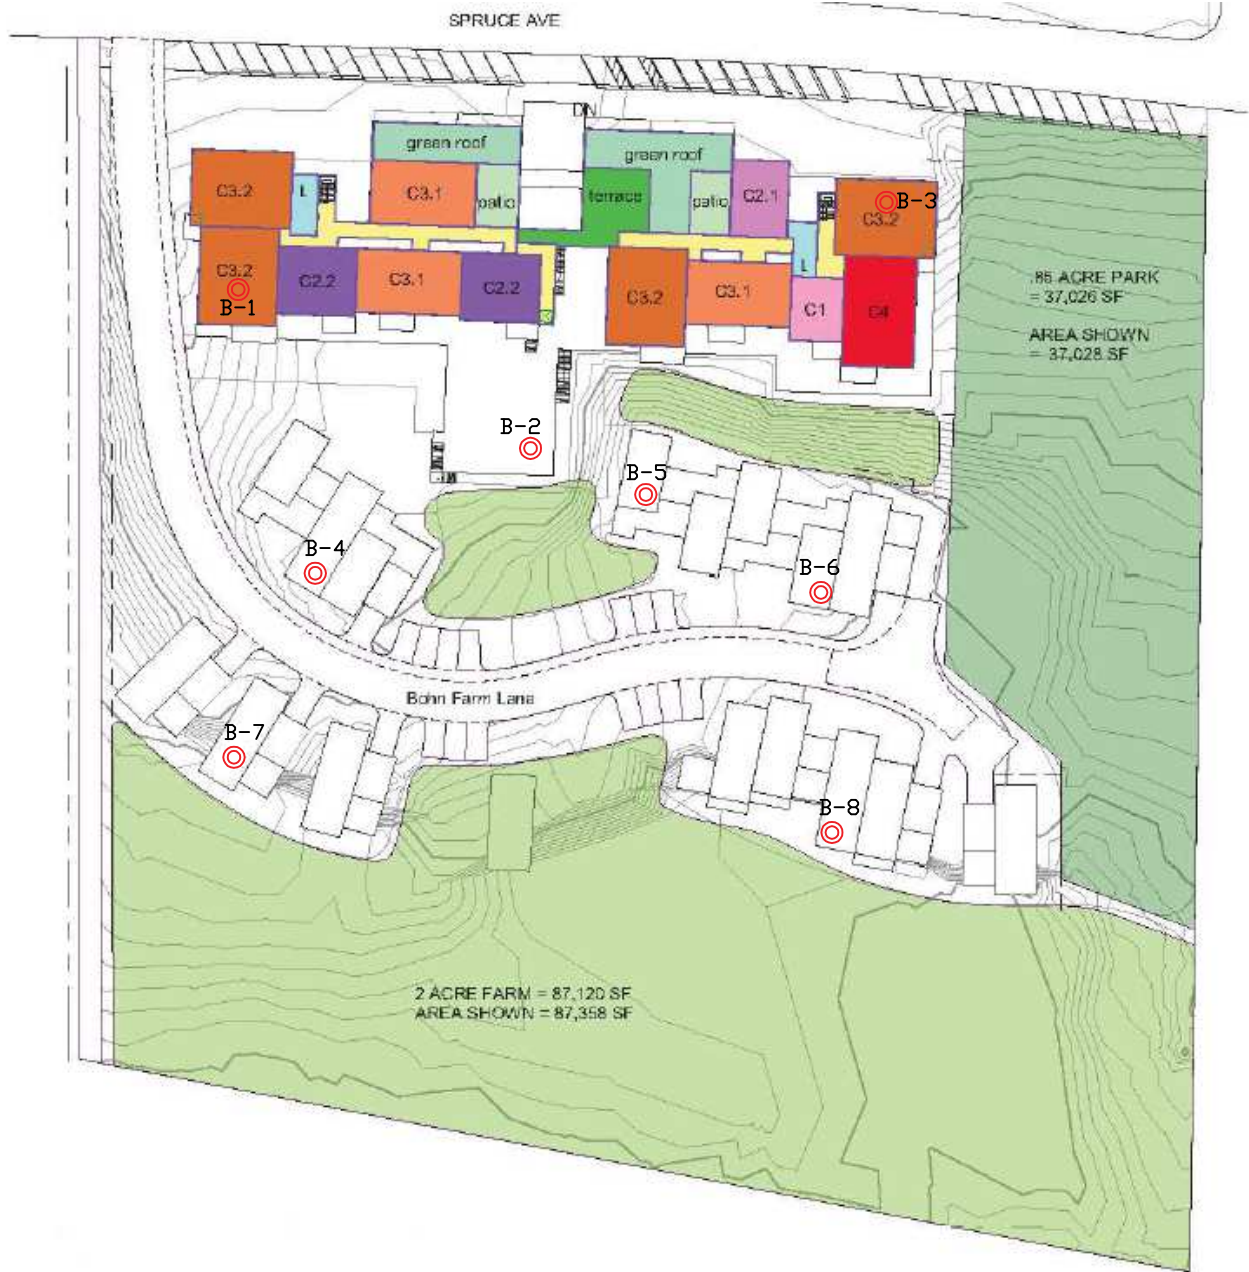 SPRUCE AVE
DN
green roof
green roof
C3.2
L
C3.1
patio
terrace
patio
C2.1
B-3
C3.2
C3.2
B-1
C2.2
C3.1
C2.2
C3.2
C3.1
L
C1
C4
.85 ACRE PARK
= 37,026 SF
AREA SHOWN
= 37,028 SF
B-2
B-5
B-4
B-6
Bohn Farm Lane
B-7
B-8
2 ACRE FARM = 87,120 SF
AREA SHOWN = 87,358 SF